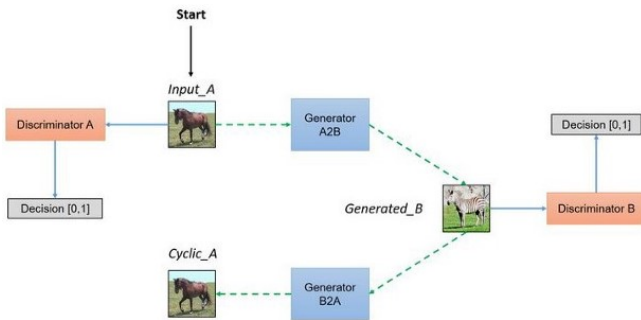 Start
Input_A
Discriminator A
Generator
A2B
Decision [0,1]
Decision [0,1]
Generated_B
Discriminator B
Cyclic_A
Generator
B2A